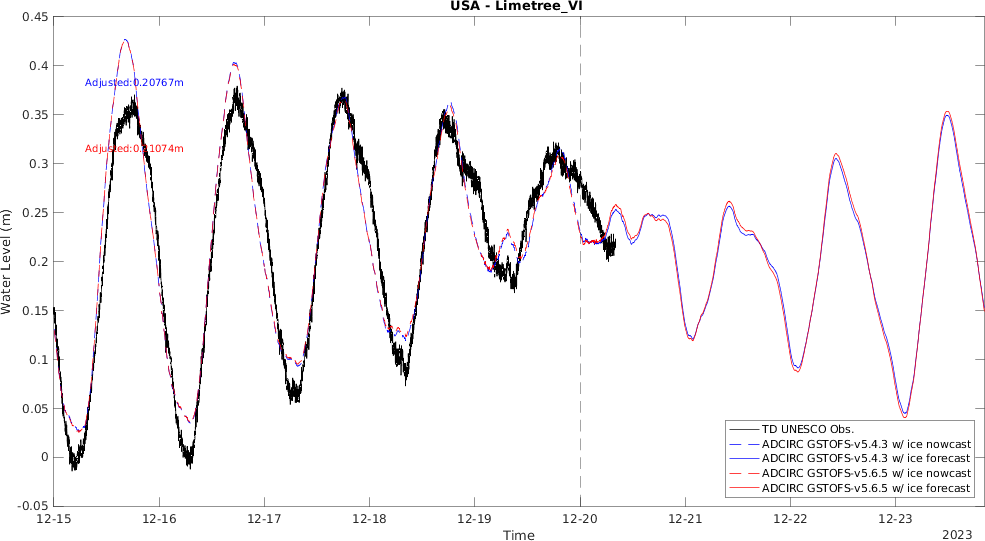 USA - Limetree_VI
0.45
0.4
0.35
0.3
0.25
0.2
0.15
0.1
0.05
0
-0.05
Water Level (m)
Adjusted:0.20767m
Adjusted:0.21074m
TD UNESCO Obs.
ADCIRC GSTOFS-v5.4.3 w/ ice nowcast
ADCIRC GSTOFS-v5.4.3 w/ ice forecast
ADCIRC GSTOFS-v5.6.5 w/ ice nowcast
ADCIRC GSTOFS-v5.6.5 w/ ice forecast
12-15 12-16 12-17 12-18 12-19 12-20 12-21 12-22 12-23
Time
2023